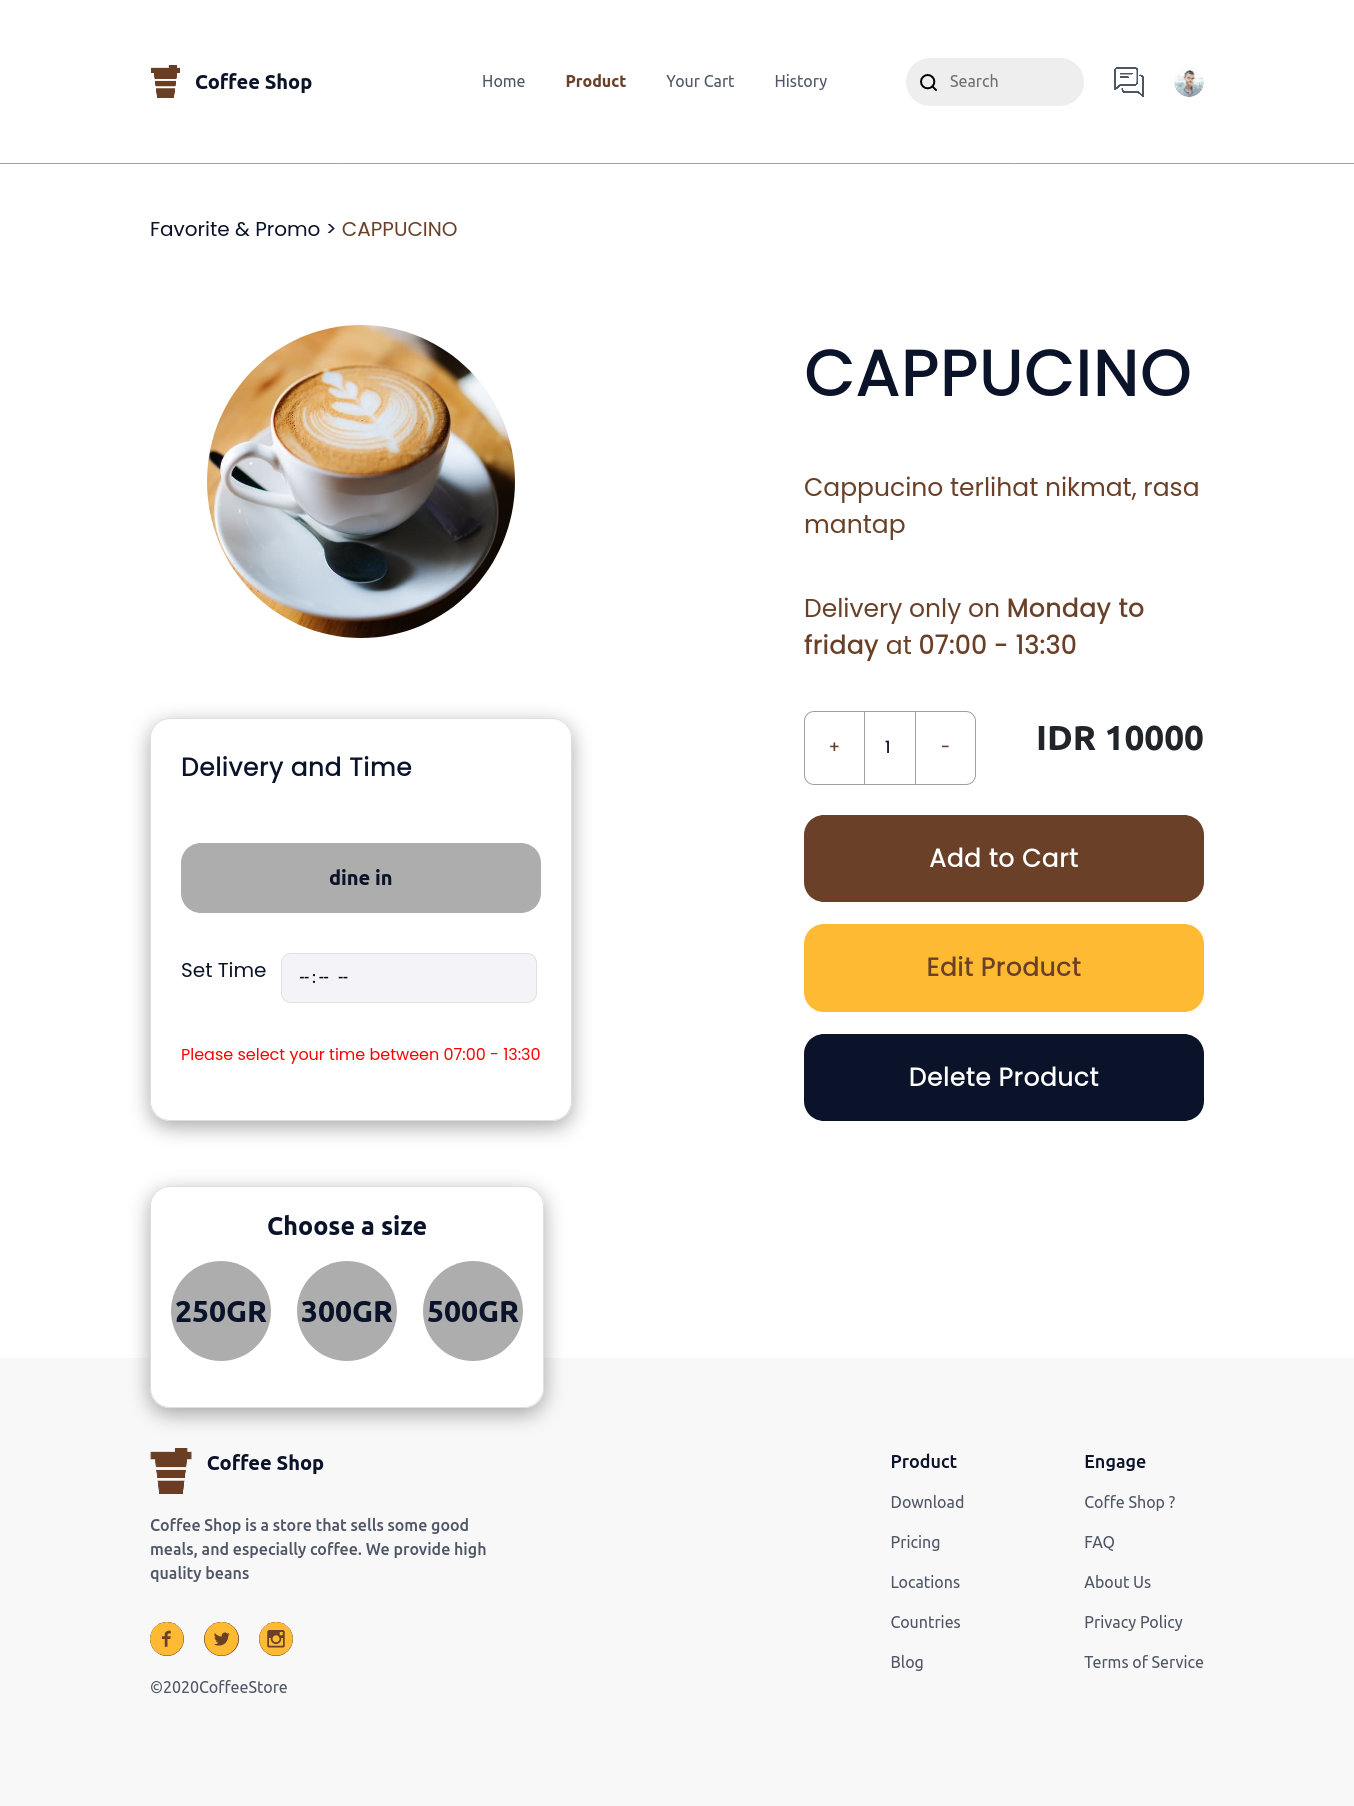 Coffee Shop
Home
Product
Your Cart
History
Search
Favorite & Promo > CAPPUCINO
CAPPUCINO
Cappucino terlihat nikmat, rasa
mantap
Delivery only on Monday to
friday at 07:00 - 13:30
+
1
-
IDR 10000
Add to Cart
Edit Product
Delete Product
Delivery and Time
dine in
Set Time
--:-- --
Please select your time between 07:00 - 13:30
Choose a size
250GR
300GR
500GR
Coffee Shop
Coffee Shop is a store that sells some good
meals, and especially coffee. We provide high
quality beans
©2020CoffeeStore
Product
Download
Pricing
Locations
Countries
Blog
Engage
Coffe Shop ?
FAQ
About Us
Privacy Policy
Terms of Service